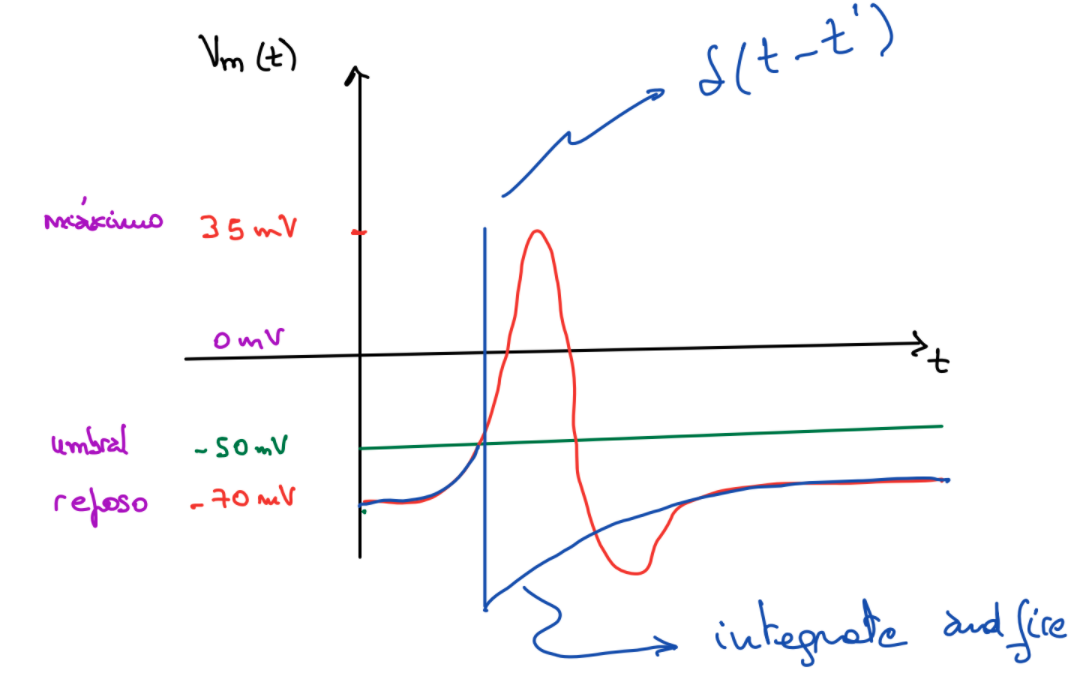 Vm(t)
δ(t-t')
máximo 35 mV
0 mV
t
umbral -50 mV
reposo -70 mV
integrate and fire